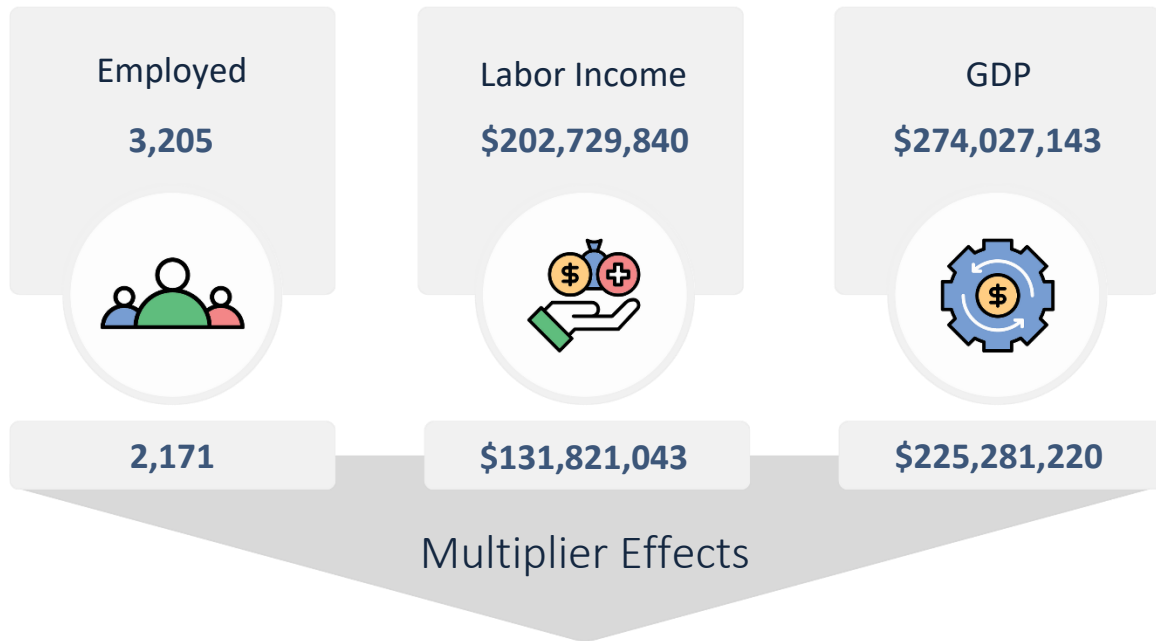 Employed
3,205
Labor Income
$202,729,840
GDP
$274,027,143
$
$
2,171
$131,821,043
$225,281,220
Multiplier Effects